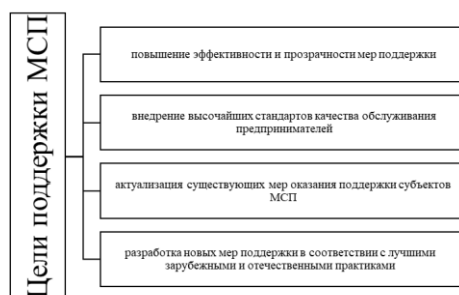 Цели поддержки МСП
повышение эффективности и прозрачности мер поддержки
внедрение высочайших стандартов качества обслуживания
предпринимателей
актуализация существующих мер оказания поддержки субъектов
МСП
разработка новых мер поддержки в соответствии с лучшими
зарубежными и отечественными практиками